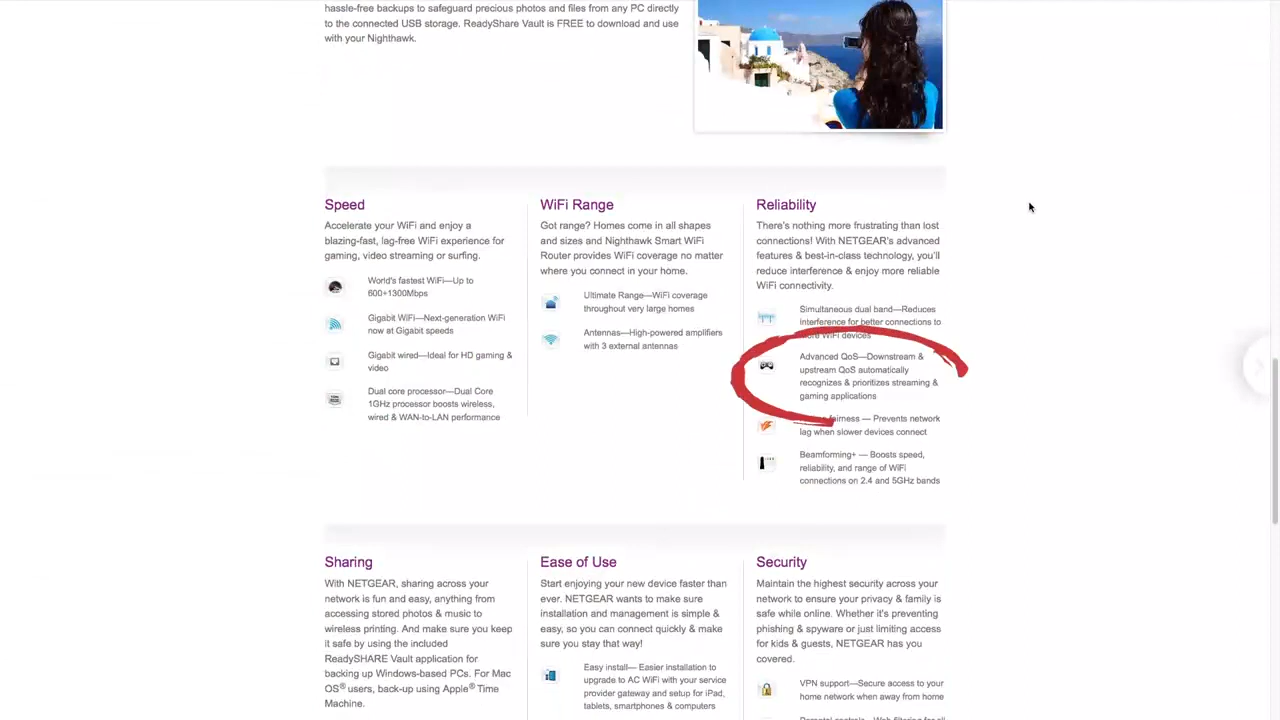 hassle-free backups to safeguard precious photos and files from any PC directly
to the connected USB storage. ReadyShare Vault is FREE to download and use
with your Nighthawk.
Speed
Accelerate your WiFi and enjoy a
blazing-fast, lag-free WiFi experience for
gaming, video streaming or surfing.
World's fastest WiFi—Up to
600+1300Mbps
Gigabit WiFi—Next-generation WiFi
now at Gigabit speeds
Gigabit wired—Ideal for HD gaming &
video
Dual core processor—Dual Core
1GHz processor boosts wireless,
wired & WAN-to-LAN performance
WiFi Range
Got range? Homes come in all shapes
and sizes and Nighthawk Smart WiFi
Router provides WiFi coverage no matter
where you connect in your home.
Ultimate Range—WiFi coverage
throughout very large homes
Antennas—High-powered amplifiers
with 3 external antennas
Reliability
There's nothing more frustrating than lost
connections! With NETGEAR's advanced
features & best-in-class technology, you'll
reduce interference & enjoy more reliable
WiFi connectivity.
Simultaneous dual band—Reduces
interference for better connections to
more WiFi devices
Advanced QoS—Downstream &
upstream QoS automatically
recognizes & prioritizes streaming &
gaming applications
fairness — Prevents network
lag when slower devices connect
Beamforming+ — Boosts speed,
reliability, and range of WiFi
connections on 2.4 and 5GHz bands
Sharing
With NETGEAR, sharing across your
network is fun and easy, anything from
accessing stored photos & music to
wireless printing. And make sure you keep
it safe by using the included
ReadySHARE Vault application for
backing up Windows-based PCs. For Mac
OS® users, back-up using Apple® Time
Machine.
Ease of Use
Start enjoying your new device faster than
ever. NETGEAR wants to make sure
installation and management is simple &
easy, so you can connect quickly & make
sure you stay that way!
Easy install— Easier installation to
upgrade to AC WiFi with your service
provider gateway and setup for iPad,
tablets, smartphones & computers
Security
Maintain the highest security across your
network to ensure your privacy & family is
safe while online. Whether it's preventing
phishing & spyware or just limiting access
for kids & guests, NETGEAR has you
covered.
VPN support—Secure access to your
home network when away from home